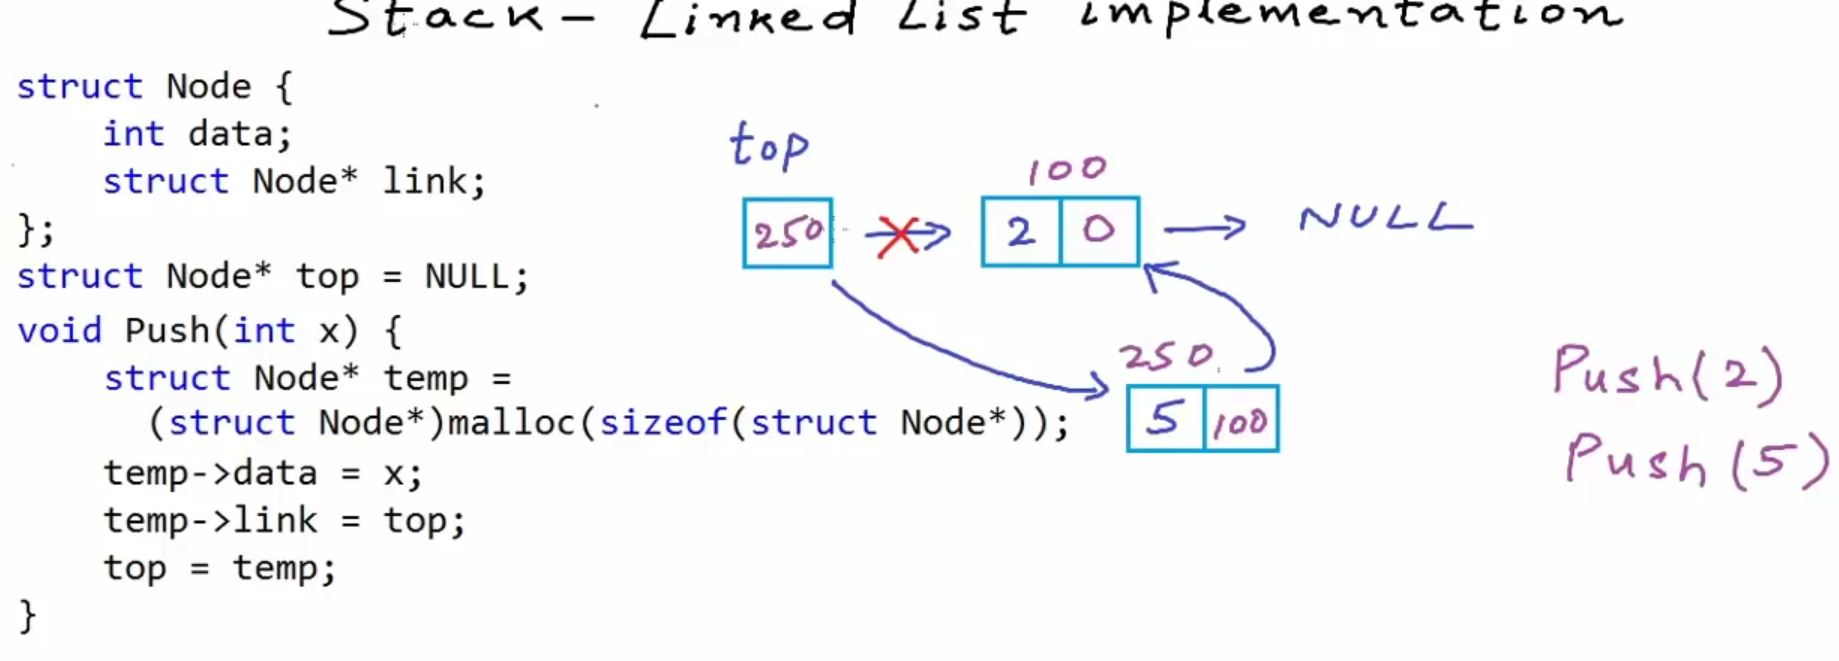 Stack - Linked List implementation
struct Node {
int data;
struct Node* link;
};
struct Node* top = NULL;
void Push(int x) {
struct Node* temp =
(struct Node*)malloc(sizeof(struct Node*));
temp->data = x;
temp->link = top;
top = temp;
}
top
100
250
2 0
NULL
250
5 100
Push(2)
Push(5)